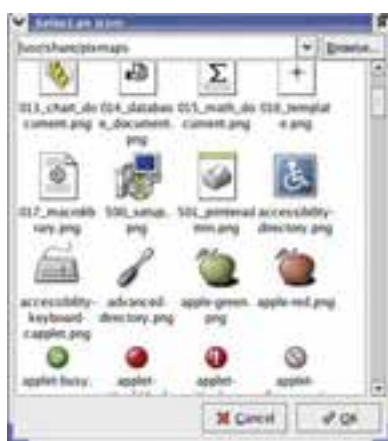 Select an icon
/usr/share/pixmaps
Browse...
013_chart_do 014_databas 015_math_do 016_templat
cument.png e_document. cument.png e.png
png
017_macrolib 500_setup. 501_printerad accessibility-
rary.png png min.png directory.png
accessibility- advanced- apple-green. apple-red.png
keyboard- directory.png png
capplet.png
applet-busy. applet- applet- applet-
Cancel OK